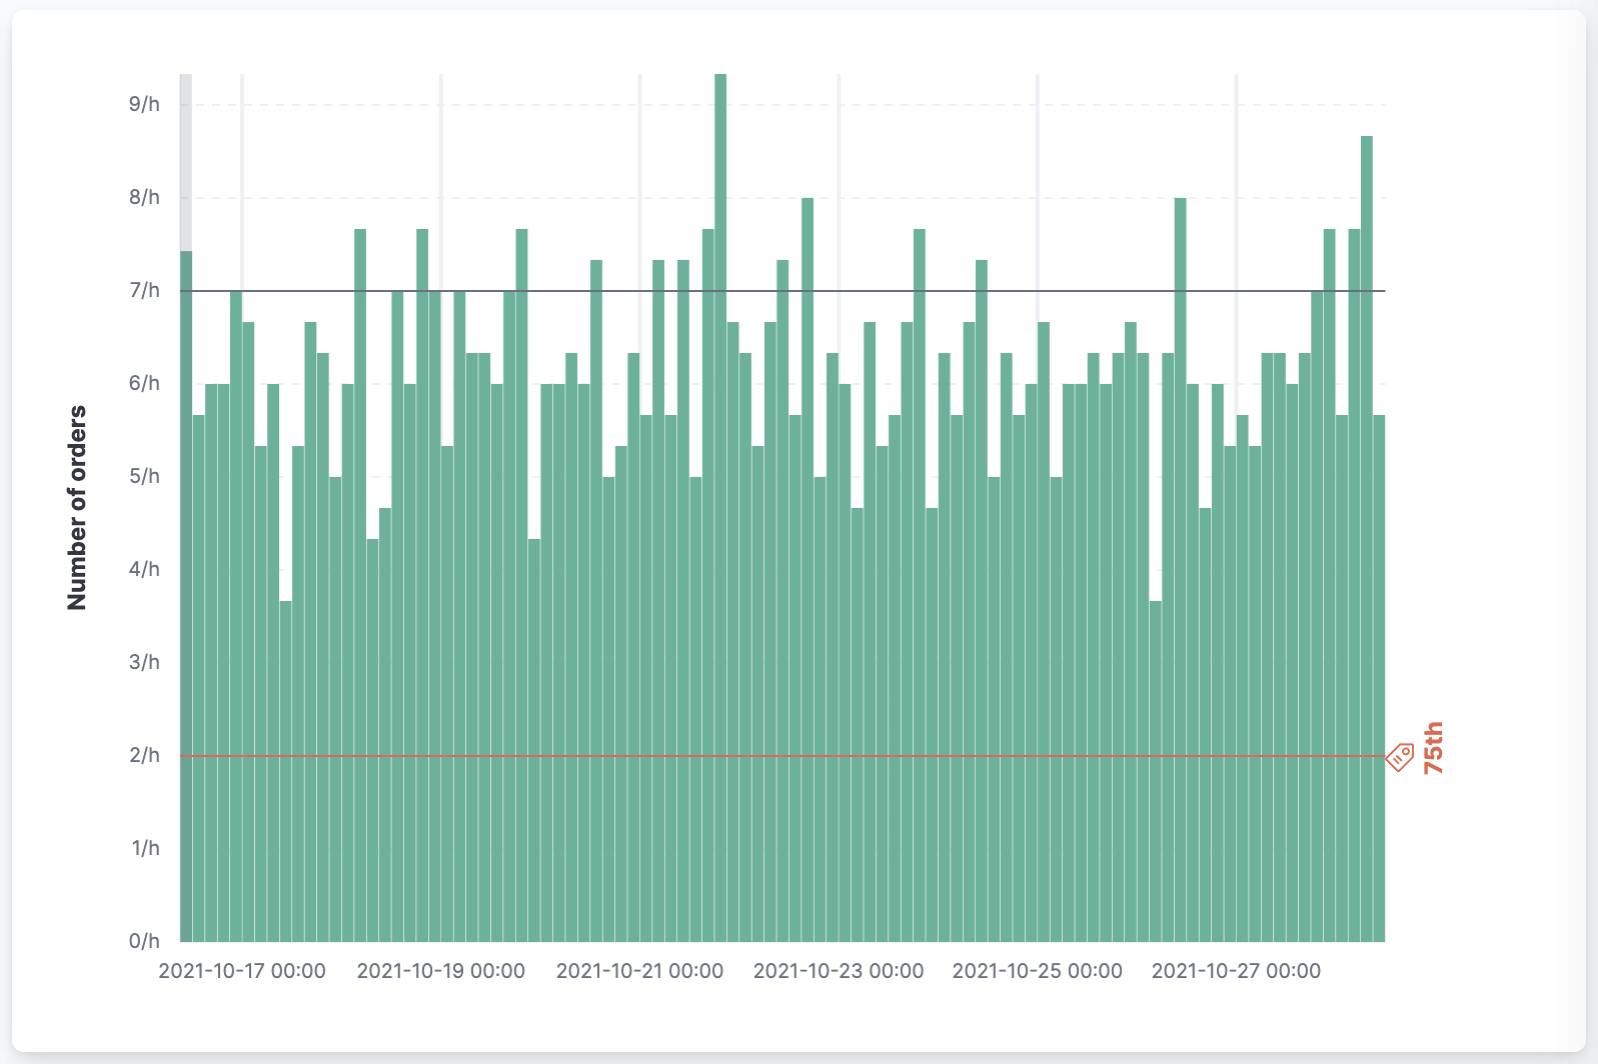 Number of orders
9/h
8/h
7/h
6/h
5/h
4/h
3/h
2/h
1/h
0/h
75th
2021-10-17 00:00
2021-10-19 00:00
2021-10-21 00:00
2021-10-23 00:00
2021-10-25 00:00
2021-10-27 00:00